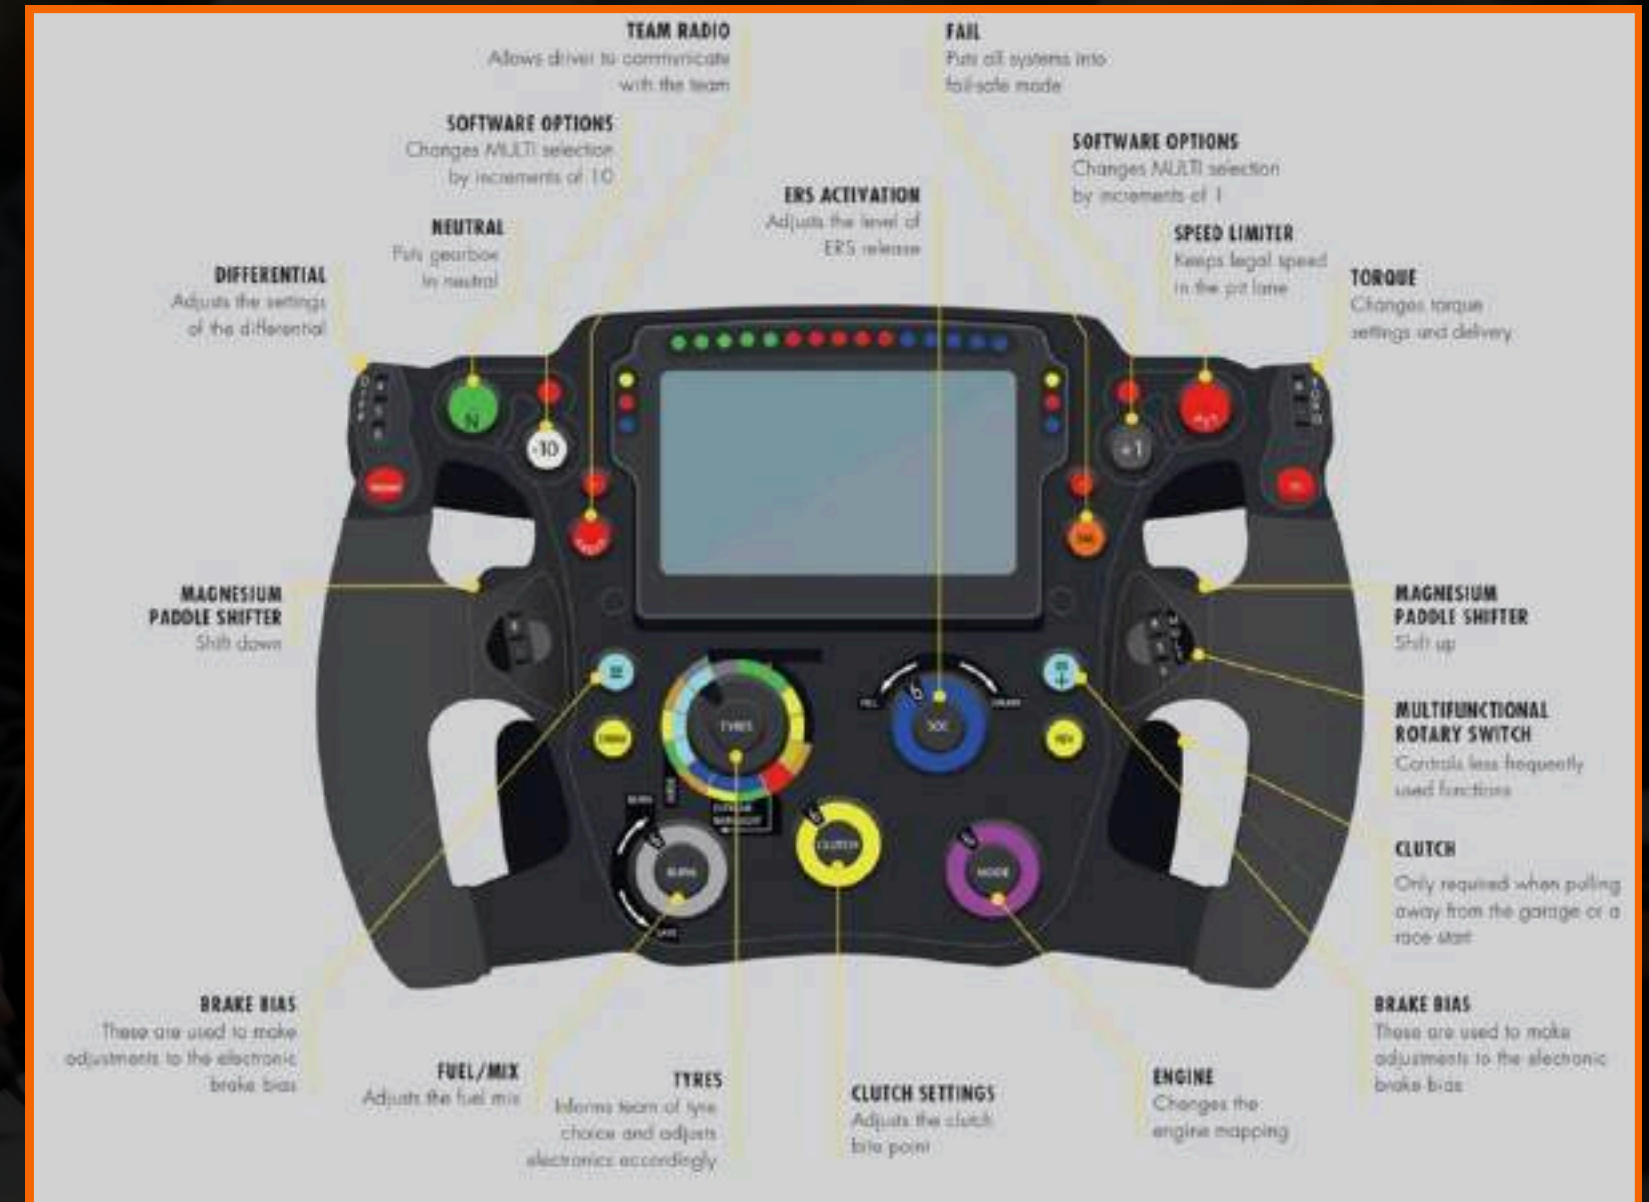 TEAM RADIO
Allows driver to communicate
with the team
FAIL
Puts all systems into
fail-safe mode
SOFTWARE OPTIONS
Changes MULTI selection
by increments of 10
SOFTWARE OPTIONS
Changes MULTI selection
by increments of 1
ERS ACTIVATION
Adjusts the level of
ERS release
NEUTRAL
Puts gearbox
in neutral
SPEED LIMITER
Keeps legal speed
in the pit lane
DIFFERENTIAL
Adjusts the settings
of the differential
TORQUE
Changes torque
settings and delivery
N
-10
+1
MAGNESIUM
PADDLE SHIFTER
Shift down
MAGNESIUM
PADDLE SHIFTER
Shift up
TYRES
SOC
MULTIFUNCTIONAL
ROTARY SWITCH
Controls less frequently
used functions
CLUTCH
BURN
MODE
CLUTCH
Only required when pulling
away from the garage or a
race start
BRAKE BIAS
These are used to make
adjustments to the electronic
brake bias
BRAKE BIAS
These are used to make
adjustments to the electronic
brake bias
FUEL/MIX
Adjusts the fuel mix
TYRES
Informs team of tyre
choice and adjusts
electronics accordingly
CLUTCH SETTINGS
Adjusts the clutch
bite point
ENGINE
Changes the
engine mapping